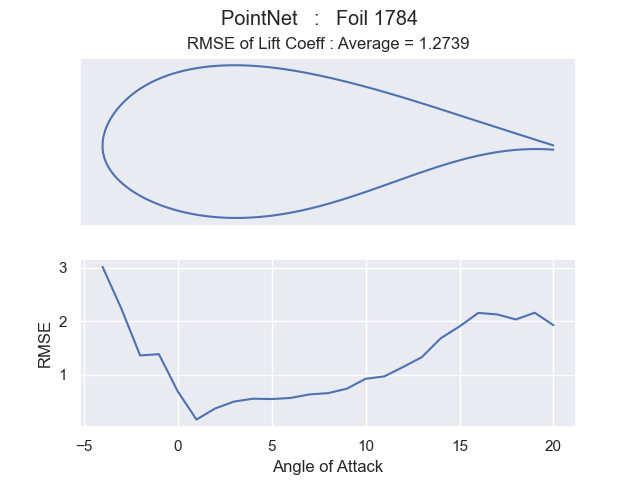 PointNet : Foil 1784
RMSE of Lift Coeff : Average = 1.2739
3
2
1
RMSE
−5 0 5 10 15 20
Angle of Attack